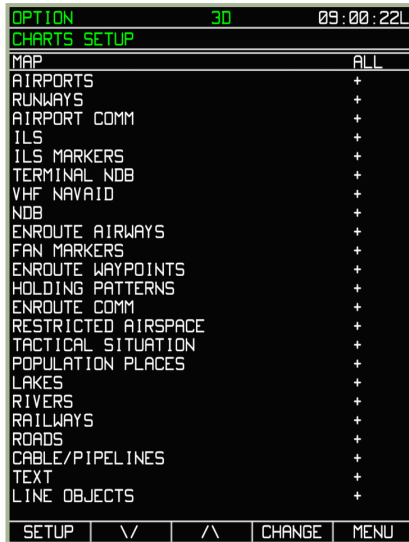 OPTION 3D 09:00:22L
CHARTS SETUP
MAP ALL
AIRPORTS +
RUNWAYS +
AIRPORT COMM +
ILS +
ILS MARKERS +
TERMINAL NDB +
VHF NAVAID +
NDB +
ENROUTE AIRWAYS +
FAN MARKERS +
ENROUTE WAYPOINTS +
HOLDING PATTERNS +
ENROUTE COMM +
RESTRICTED AIRSPACE +
TACTICAL SITUATION +
POPULATION PLACES +
LAKES +
RIVERS +
RAILWAYS +
ROADS +
CABLE/PIPELINES +
TEXT +
LINE OBJECTS +
SETUP \/ /\ CHANGE MENU